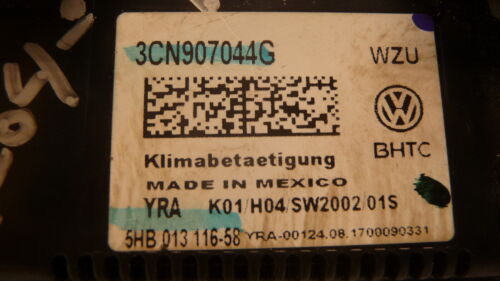 3CN907044G WZU
BHTC
Klimabetaetigung
MADE IN MEXICO
YRA K01/H04/SW2002/01S
5HB 013 116-58 YRA-00124.08.1700090331